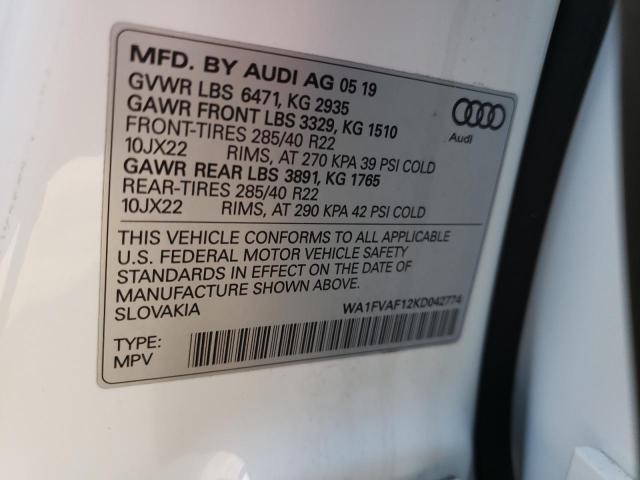 MFD. BY AUDI AG 05 19
GVWR LBS 6471, KG 2935
GAWR FRONT LBS 3329, KG 1510
FRONT-TIRES 285/40 R22
10JX22 RIMS, AT 270 KPA 39 PSI COLD
GAWR REAR LBS 3891, KG 1765
REAR-TIRES 285/40 R22
10JX22 RIMS, AT 290 KPA 42 PSI COLD
Audi
THIS VEHICLE CONFORMS TO ALL APPLICABLE
U.S. FEDERAL MOTOR VEHICLE SAFETY
STANDARDS IN EFFECT ON THE DATE OF
MANUFACTURE SHOWN ABOVE.
SLOVAKIA
WA1FVAF12KD042774
TYPE:
MPV